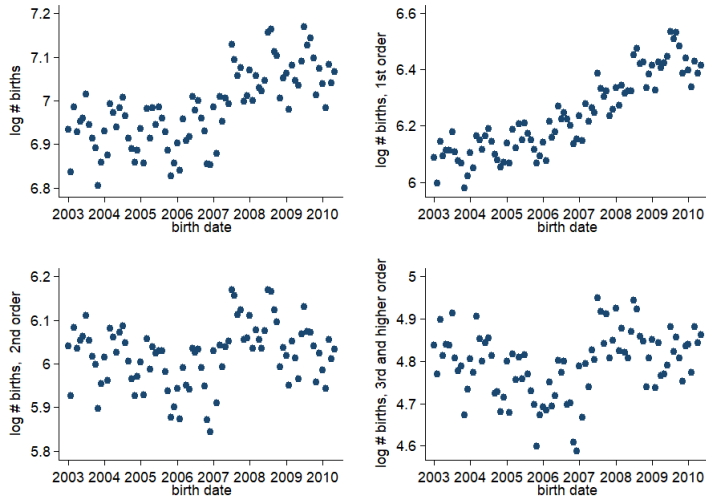 log # births
7.2
7.1
7
6.9
6.8
2003 2004 2005 2006 2007 2008 2009 2010
birth date
log # births, 1st order
6.6
6.4
6.2
6
2003 2004 2005 2006 2007 2008 2009 2010
birth date
log # births, 2nd order
6.2
6.1
6
5.9
5.8
2003 2004 2005 2006 2007 2008 2009 2010
birth date
log # births, 3rd and higher order
5
4.9
4.8
4.7
4.6
2003 2004 2005 2006 2007 2008 2009 2010
birth date